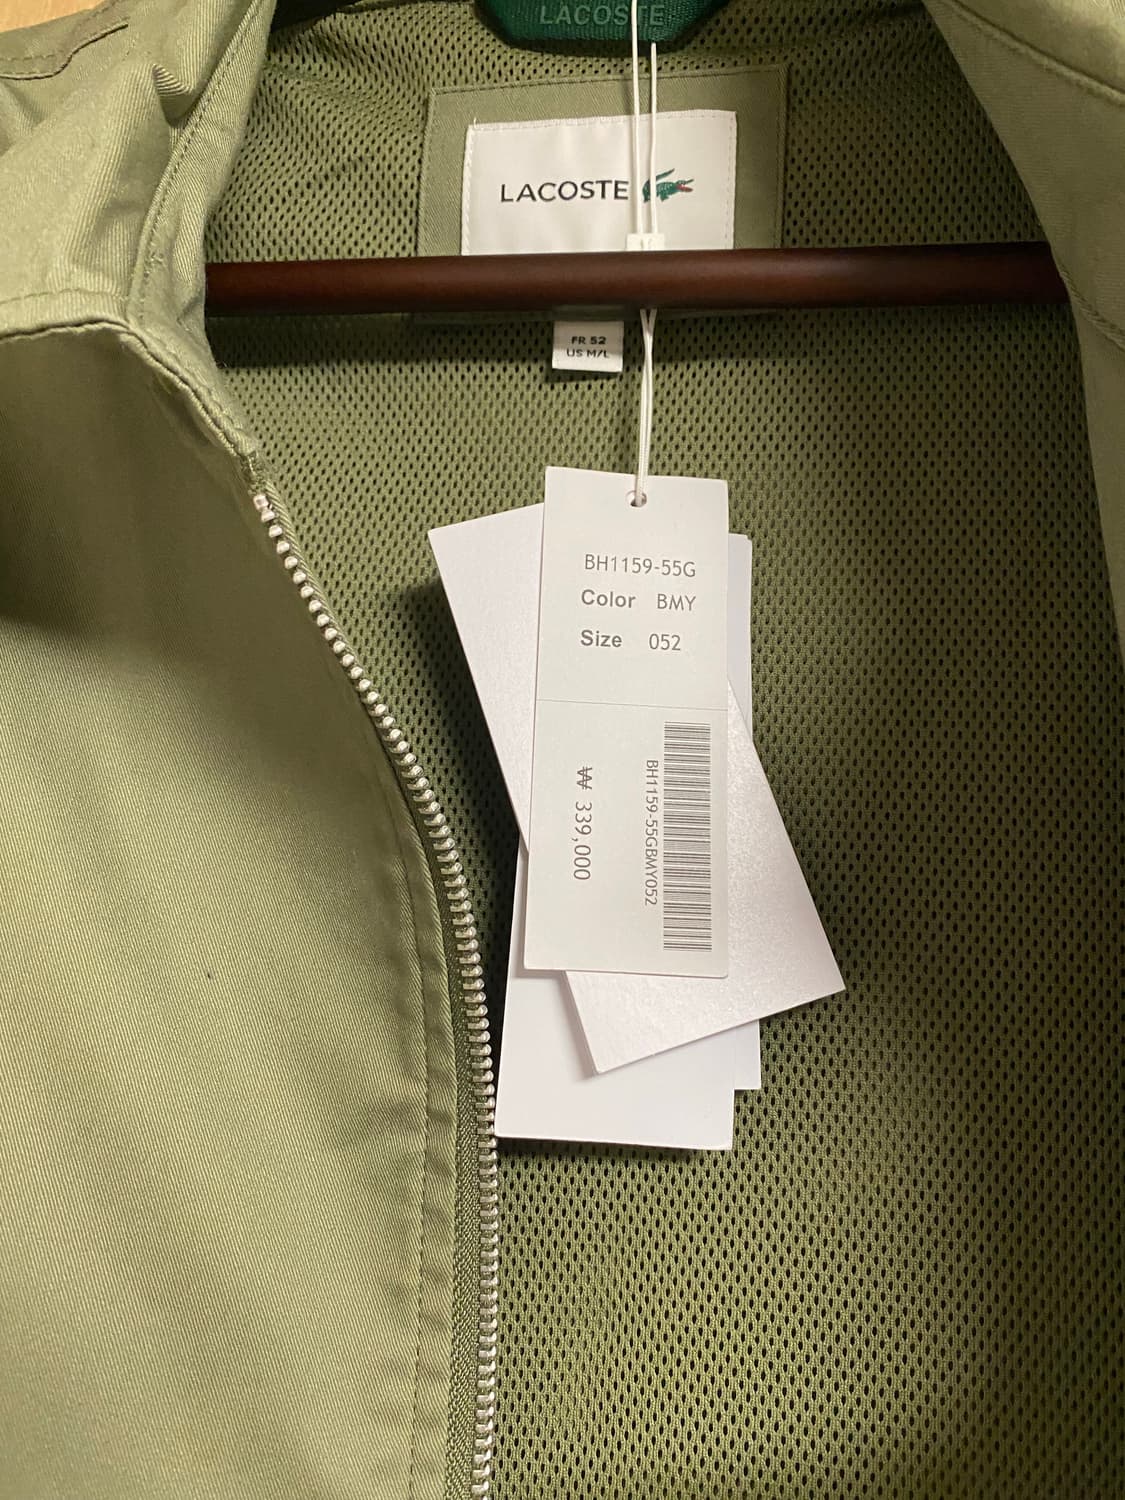 LACOSTE
LACOSTE
FR 52
US M/L
BH1159-55G
Color BMY
Size 052
₩ 339,000
BH1159-55GBMY052